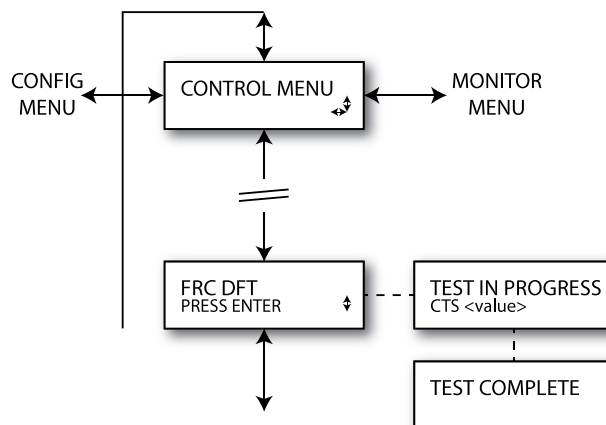 CONFIG
MENU
CONTROL MENU
MONITOR
MENU
FRC DFT
PRESS ENTER
TEST IN PROGRESS
CTS <value>
TEST COMPLETE